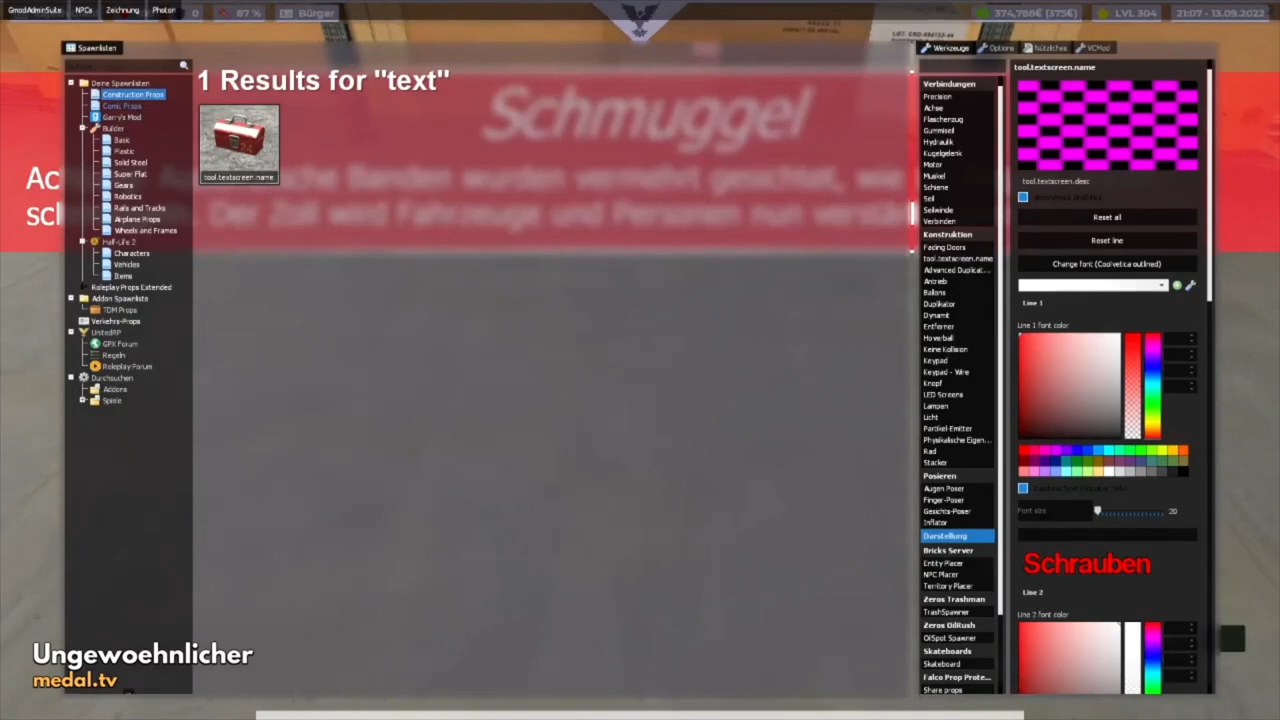 GmodAdminSuite NPCs Zeichnung Photon
0 87 % Bürger
374,786€ (375€) LVL 304 21:07 - 13.09.2022
Spawnlisten
1 Results for "text"
tool.textscreen.name
Deine Spawnlisten
Construction Props
Comic Props
Garry's Mod
Builder
Basic
Plastic
Solid Steel
Super Flat
Gears
Robotics
Rails and Tracks
Airplane Props
Wheels and Frames
Half-Life 2
Characters
Vehicles
Items
Roleplay Props Extended
Addon Spawnliste
TDM Props
Verkehrs-Props
UnitedRP
GPX Forum
Regeln
Roleplay Forum
Durchsuchen
Addons
Spiele
Schmuggel
Werkzeuge Options Nützliches VCMod
Verbindungen
Precision
Achse
Flaschenzug
Gummiseil
Hydraulik
Kugelgelenk
Motor
Muskel
Schiene
Seil
Seilwinde
Verbinden
Konstruktion
Fading Doors
tool.textscreen.name
Advanced Duplicat...
Antrieb
Ballons
Duplikator
Dynamit
Entferner
Hoverball
Keine Kollision
Keypad
Keypad - Wire
Knopf
LED Screens
Lampen
Licht
Partikel-Emitter
Physikalische Eigen...
Rad
Stacker
Posieren
Augen Poser
Finger-Poser
Gesichts-Poser
Inflator
Darstellung
Bricks Server
Entity Placer
NPC Placer
Territory Placer
Zeros Trashman
TrashSpawner
Zeros OilRush
OilSpot Spawner
Skateboards
Skateboard
Falco Prop Prote...
Share props
tool.textscreen.name
tool.textscreen.desc
Reset all
Reset line
Change font (Coolvetica outlined)
Line 1
Line 1 font color
Font size 20
Schrauben
Line 2
Line 2 font color
Ungewoehnlicher
medal.tv